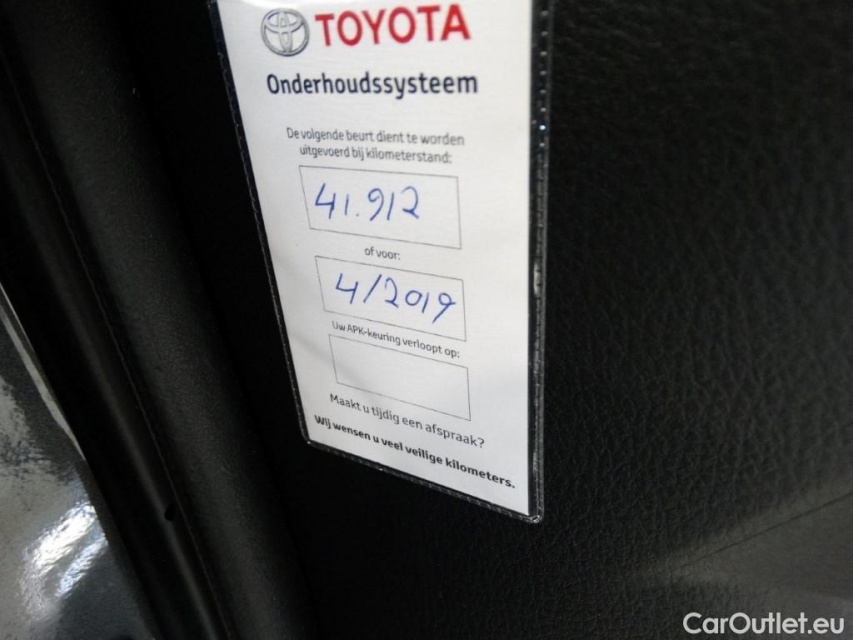 TOYOTA
Onderhoudssysteem
De volgende beurt dient te worden
uitgevoerd bij kilometerstand:
41.912
of voor:
4/2019
Uw APK-keuring verloopt op:
Maakt u tijdig een afspraak?
Wij wensen u veel veilige kilometers.
CarOutlet.eu